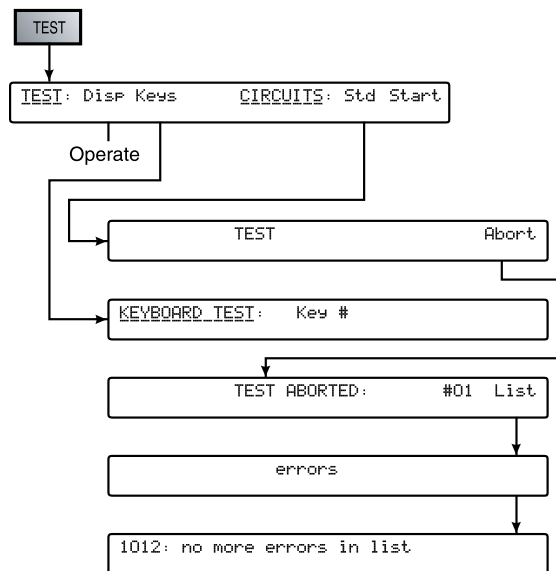 TEST
TEST: Disp Keys CIRCUITS: Std Start
Operate
TEST Abort
KEYBOARD_TEST: Key #
TEST ABORTED: #01 List
errors
1012: no more errors in list